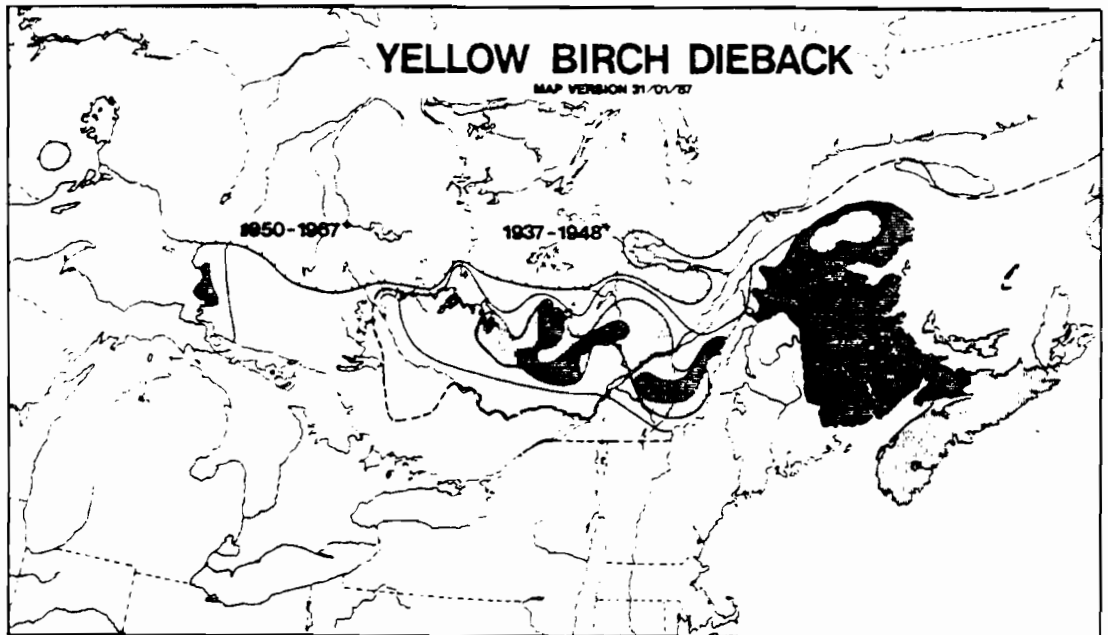 YELLOW BIRCH DIEBACK
MAP VERSION 31/01/87
1950-1967+
1937-1948+